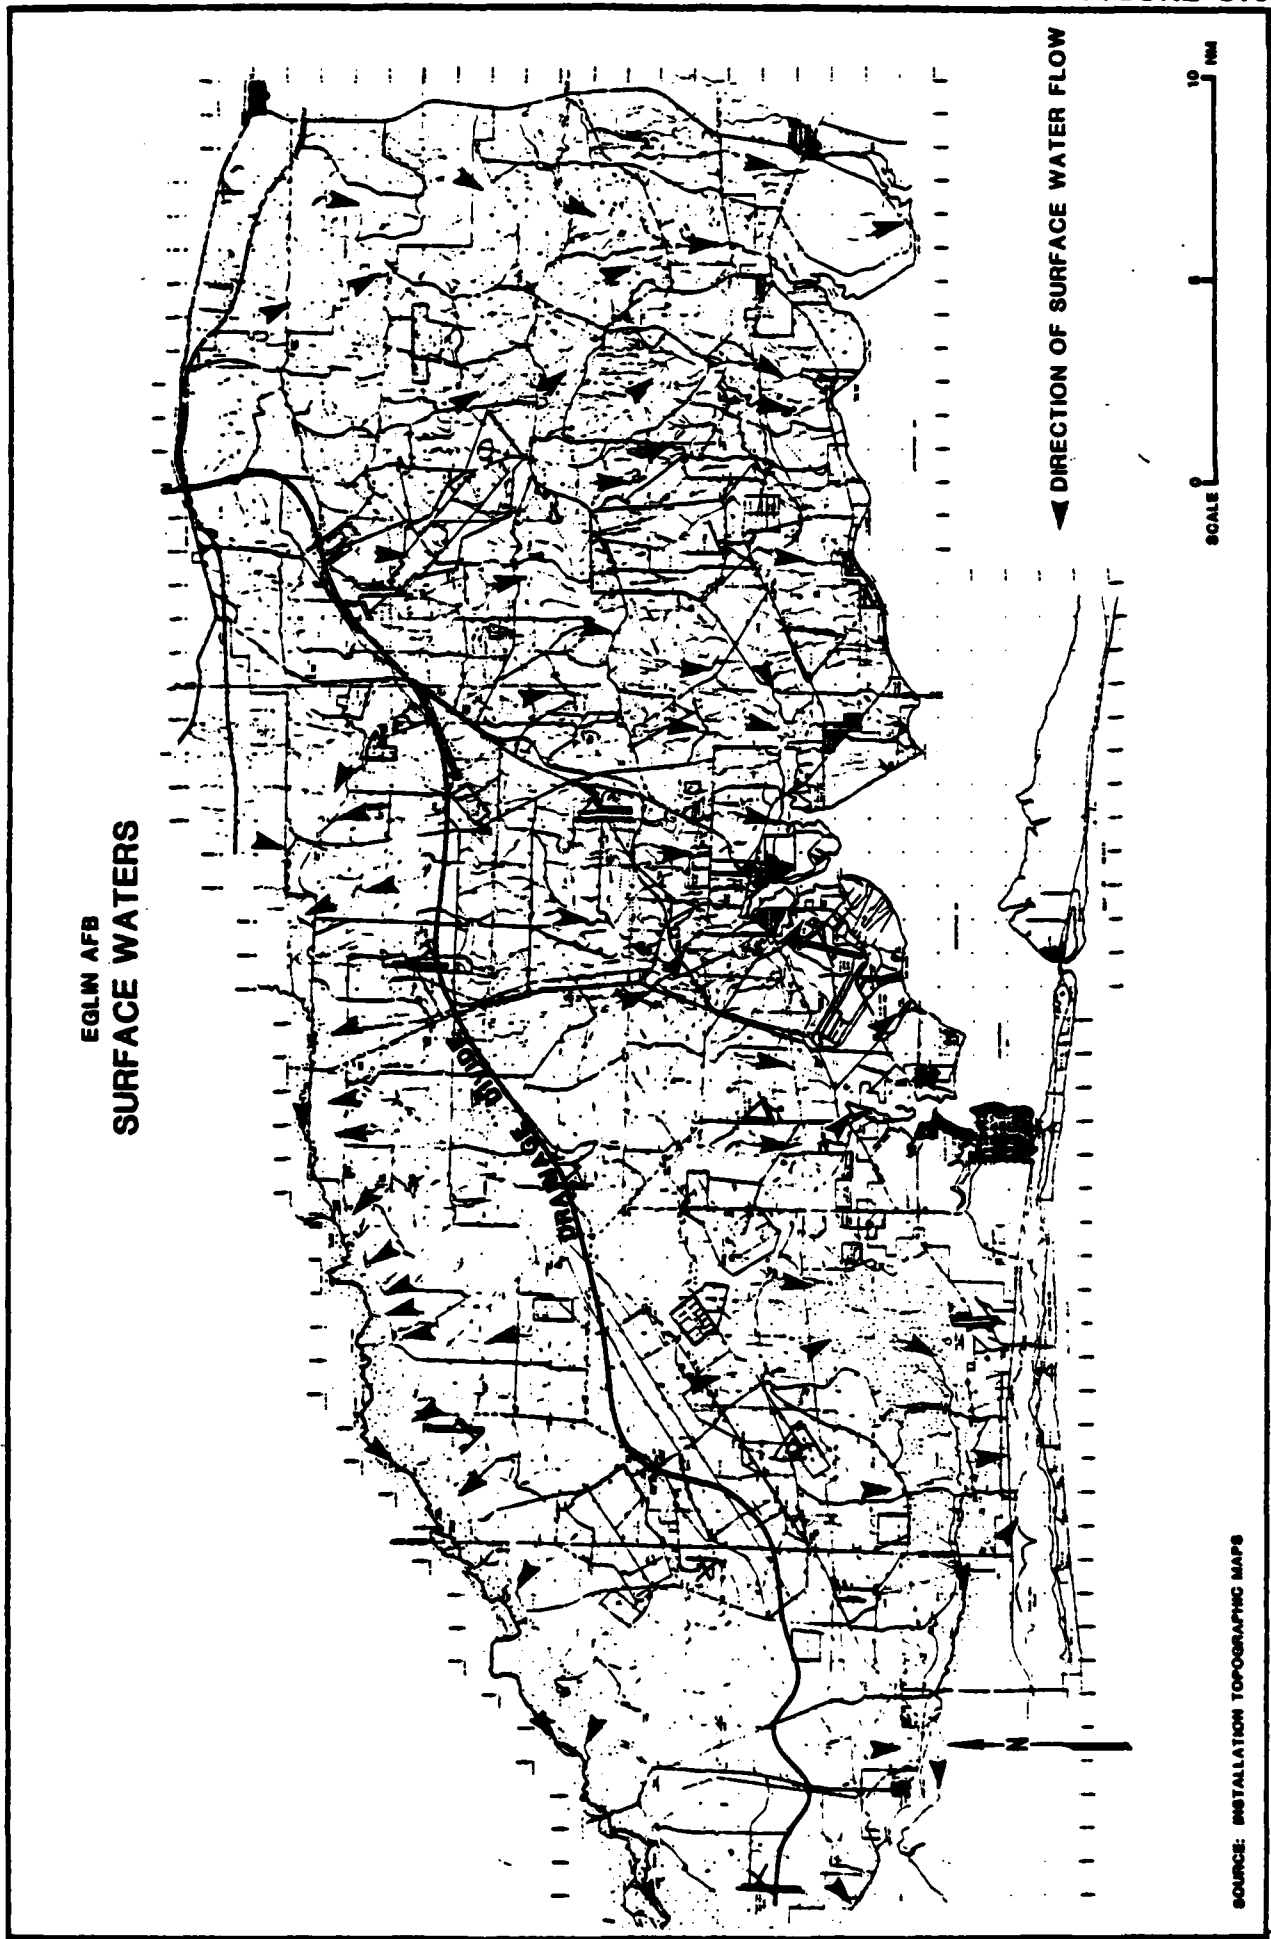 EGLIN AFB
SURFACE WATERS
DRAINAGE DIVIDE
N
DIRECTION OF SURFACE WATER FLOW
0 5 10 NM
SCALE
SOURCE: INSTALLATION TOPOGRAPHIC MAPS